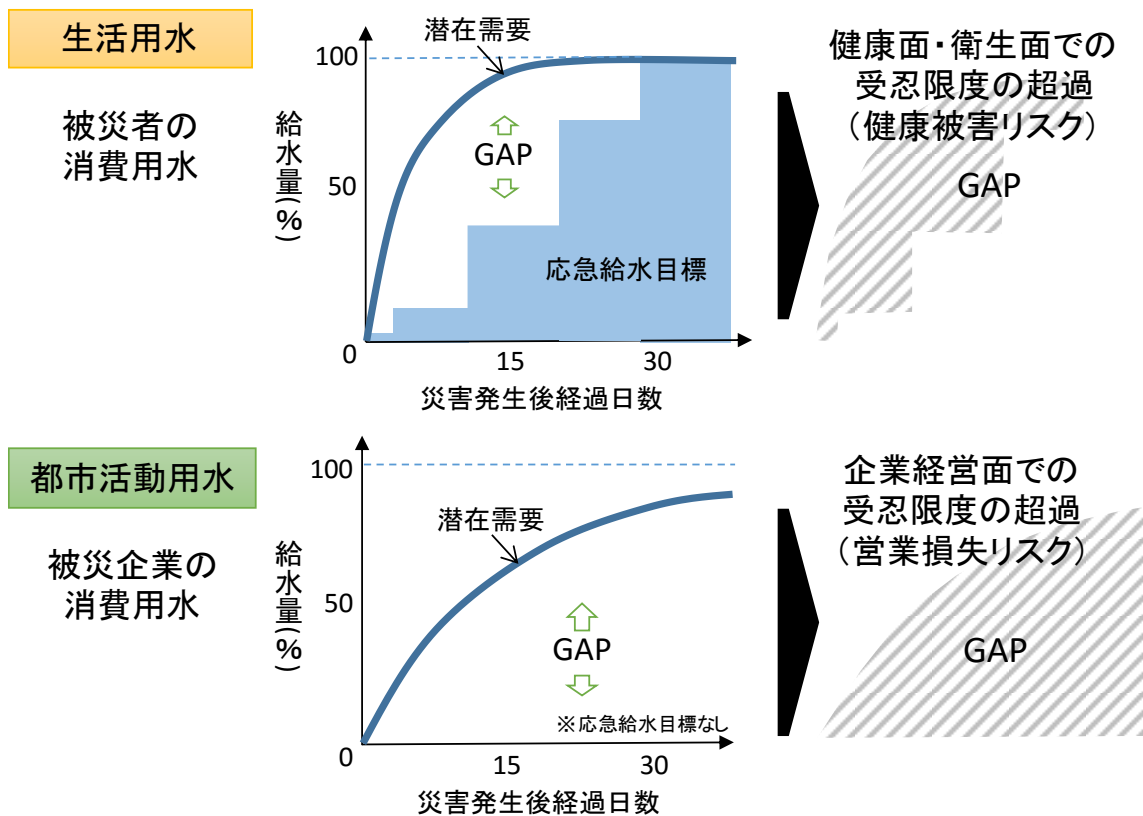 生活用水
被災者の
消費用水
潜在需要
100
50
0
給水量(%)
GAP
応急給水目標
15
30
災害発生後経過日数
健康面・衛生面での
受忍限度の超過
(健康被害リスク)
GAP
都市活動用水
被災企業の
消費用水
100
50
0
給水量(%)
潜在需要
GAP
※応急給水目標なし
15
30
災害発生後経過日数
企業経営面での
受忍限度の超過
(営業損失リスク)
GAP